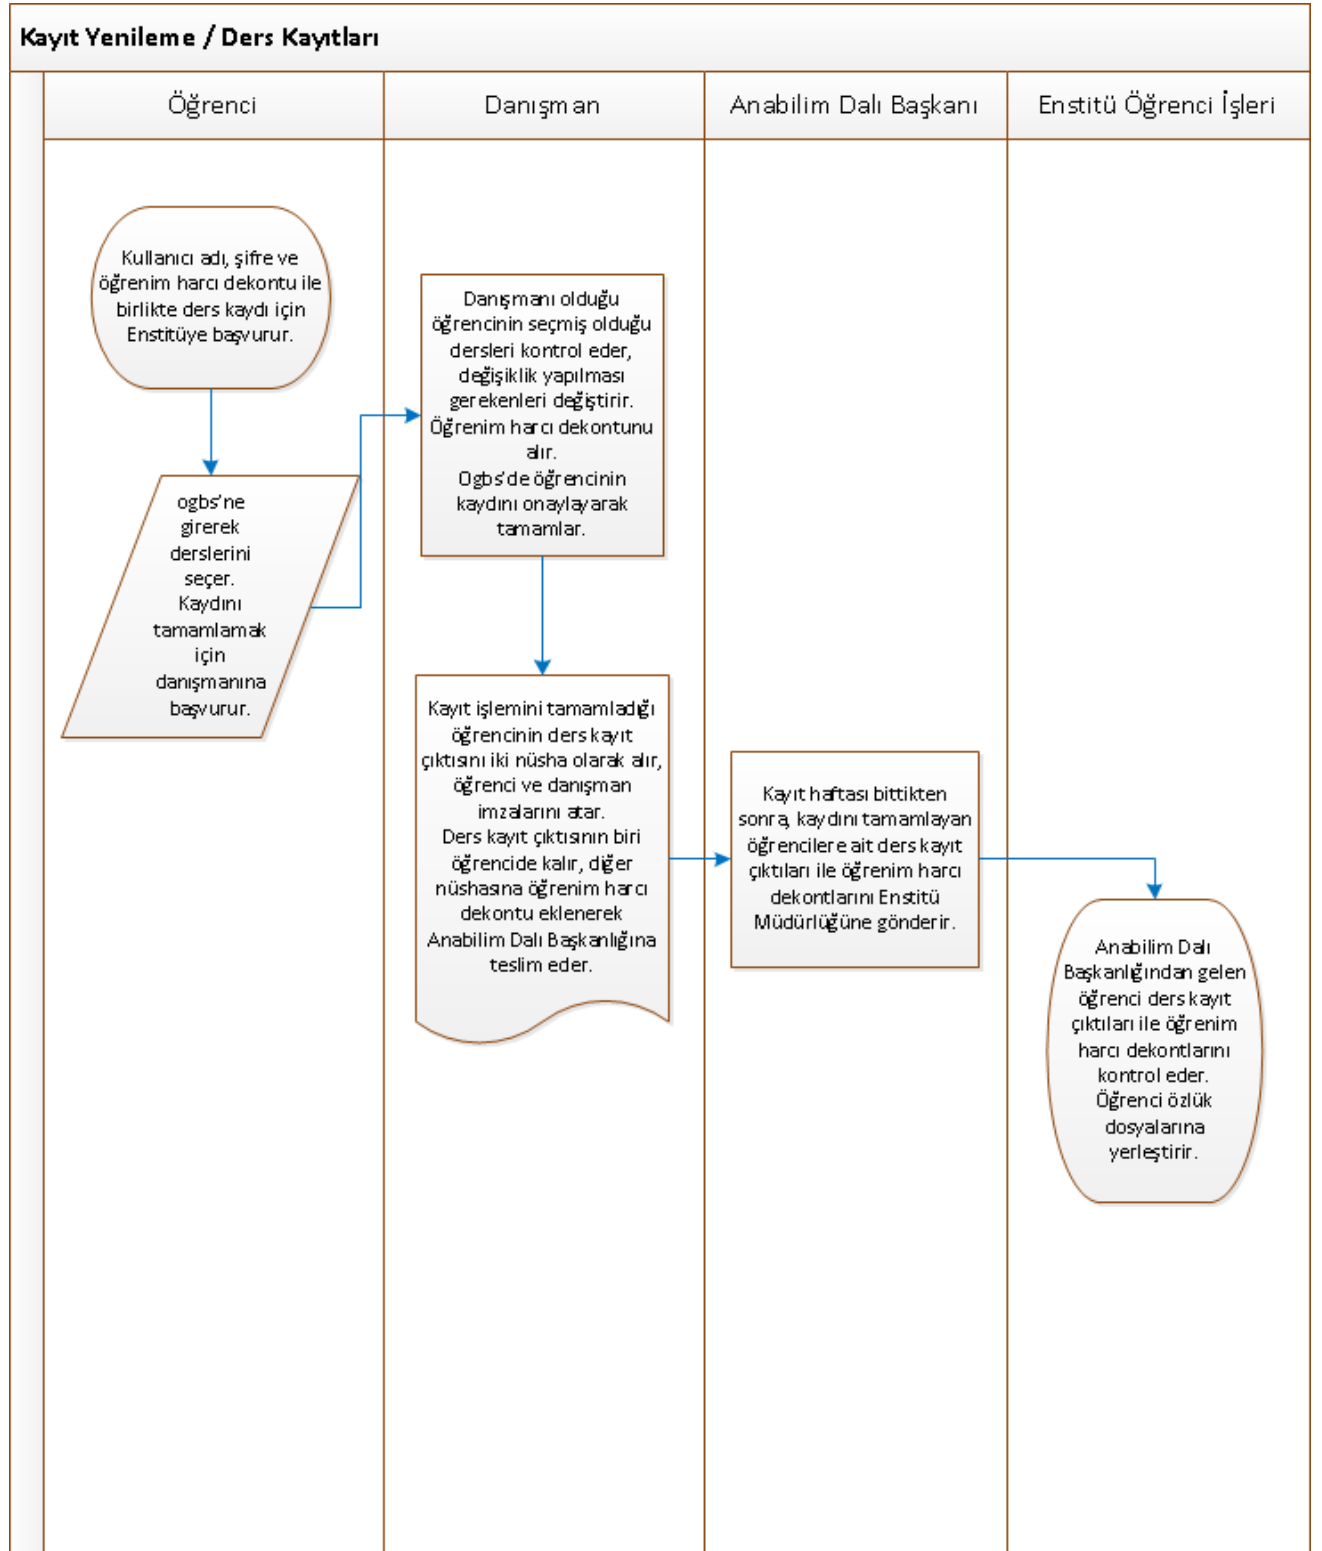 Kayıt Yenileme / Ders Kayıtları
Öğrenci
Danışman
Anabilim Dalı Başkanı
Enstitü Öğrenci İşleri
Kullanıcı adı, şifre ve
öğrenim harcı dekontu ile
birlikte ders kaydı için
Enstitüye başvurur.
ogbs'ne
girerek
derslerini
seçer.
Kaydını
tamamlamak
için
danışmanına
başvurur.
Danışmanı olduğu
öğrencinin seçmiş olduğu
dersleri kontrol eder,
değişiklik yapılması
gerekenleri değiştirir.
Öğrenim harcı dekontunu
alır.
Ogbs'de öğrencinin
kaydını onaylayarak
tamamlar.
Kayıt işlemini tamamladığı
öğrencinin ders kayıt
çıktısını iki nüsha olarak alır,
öğrenci ve danışman
imzalarını atar.
Ders kayıt çıktısının biri
öğrencide kalır, diğer
nüshasına öğrenim harcı
dekontu eklenerek
Anabilim Dalı Başkanlığına
teslim eder.
Kayıt haftası bittikten
sonra, kaydını tamamlayan
öğrencilere ait ders kayıt
çıktıları ile öğrenim harcı
dekontlarını Enstitü
Müdürlüğüne gönderir.
Anabilim Dalı
Başkanlığından gelen
öğrenci ders kayıt
çıktıları ile öğrenim
harcı dekontlarını
kontrol eder.
Öğrenci özlük
dosyalarına
yerleştirir.